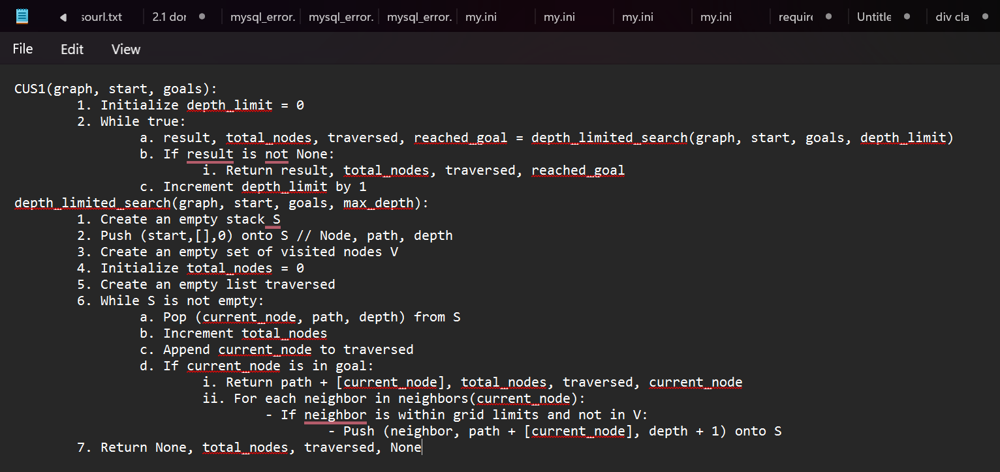 sourl.txt 2.1 dor mysql_error. mysql_error. mysql_error. my.ini my.ini my.ini my.ini require Untitle div cla
File Edit View
CUS1(graph, start, goals):
1. Initialize depth_limit = 0
2. While true:
a. result, total_nodes, traversed, reached_goal = depth_limited_search(graph, start, goals, depth_limit)
b. If result is not None:
i. Return result, total_nodes, traversed, reached_goal
c. Increment depth_limit by 1
depth_limited_search(graph, start, goals, max_depth):
1. Create an empty stack S
2. Push (start,[],0) onto S // Node, path, depth
3. Create an empty set of visited nodes V
4. Initialize total_nodes = 0
5. Create an empty list traversed
6. While S is not empty:
a. Pop (current_node, path, depth) from S
b. Increment total_nodes
c. Append current_node to traversed
d. If current_node is in goal:
i. Return path + [current_node], total_nodes, traversed, current_node
ii. For each neighbor in neighbors(current_node):
- If neighbor is within grid limits and not in V:
- Push (neighbor, path + [current_node], depth + 1) onto S
7. Return None, total_nodes, traversed, None